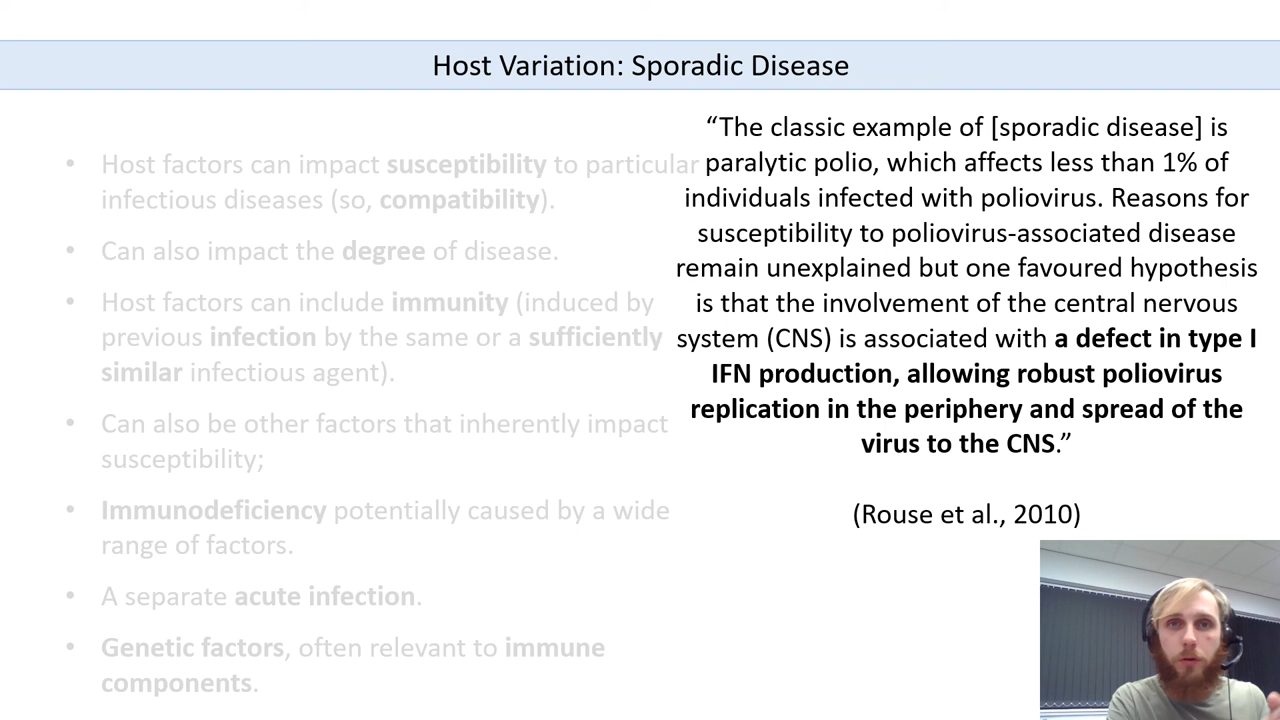 Host Variation: Sporadic Disease
• Host factors can impact susceptibility to particular
infectious diseases (so, compatibility).
• Can also impact the degree of disease.
• Host factors can include immunity (induced by
previous infection by the same or a sufficiently
similar infectious agent).
• Can also be other factors that inherently impact
susceptibility;
• Immunodeficiency potentially caused by a wide
range of factors.
• A separate acute infection.
• Genetic factors, often relevant to immune
components.
“The classic example of [sporadic disease] is
paralytic polio, which affects less than 1% of
individuals infected with poliovirus. Reasons for
susceptibility to poliovirus-associated disease
remain unexplained but one favoured hypothesis
is that the involvement of the central nervous
system (CNS) is associated with a defect in type I
IFN production, allowing robust poliovirus
replication in the periphery and spread of the
virus to the CNS.”
(Rouse et al., 2010)